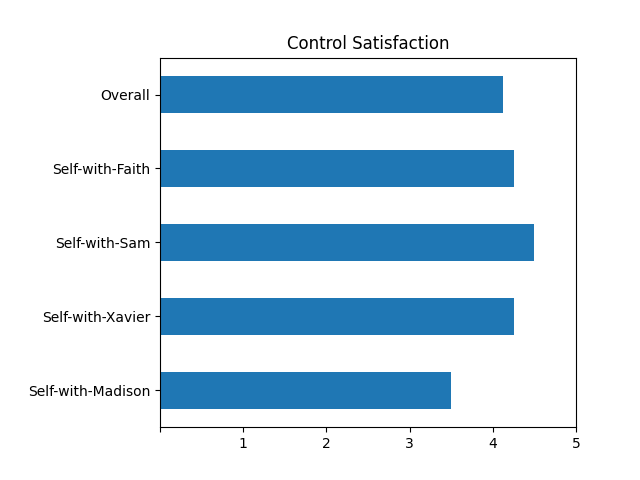 Control Satisfaction
Overall
Self-with-Faith
Self-with-Sam
Self-with-Xavier
Self-with-Madison
1 2 3 4 5